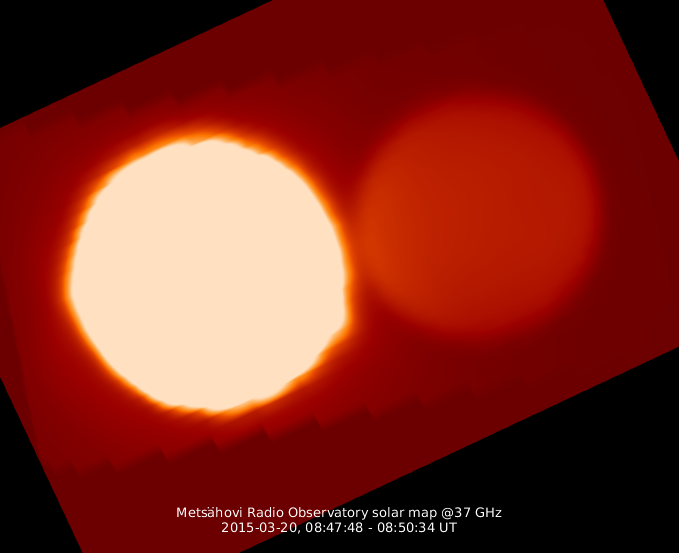 Metsähovi Radio Observatory solar map @37 GHz
2015-03-20, 08:47:48 - 08:50:34 UT